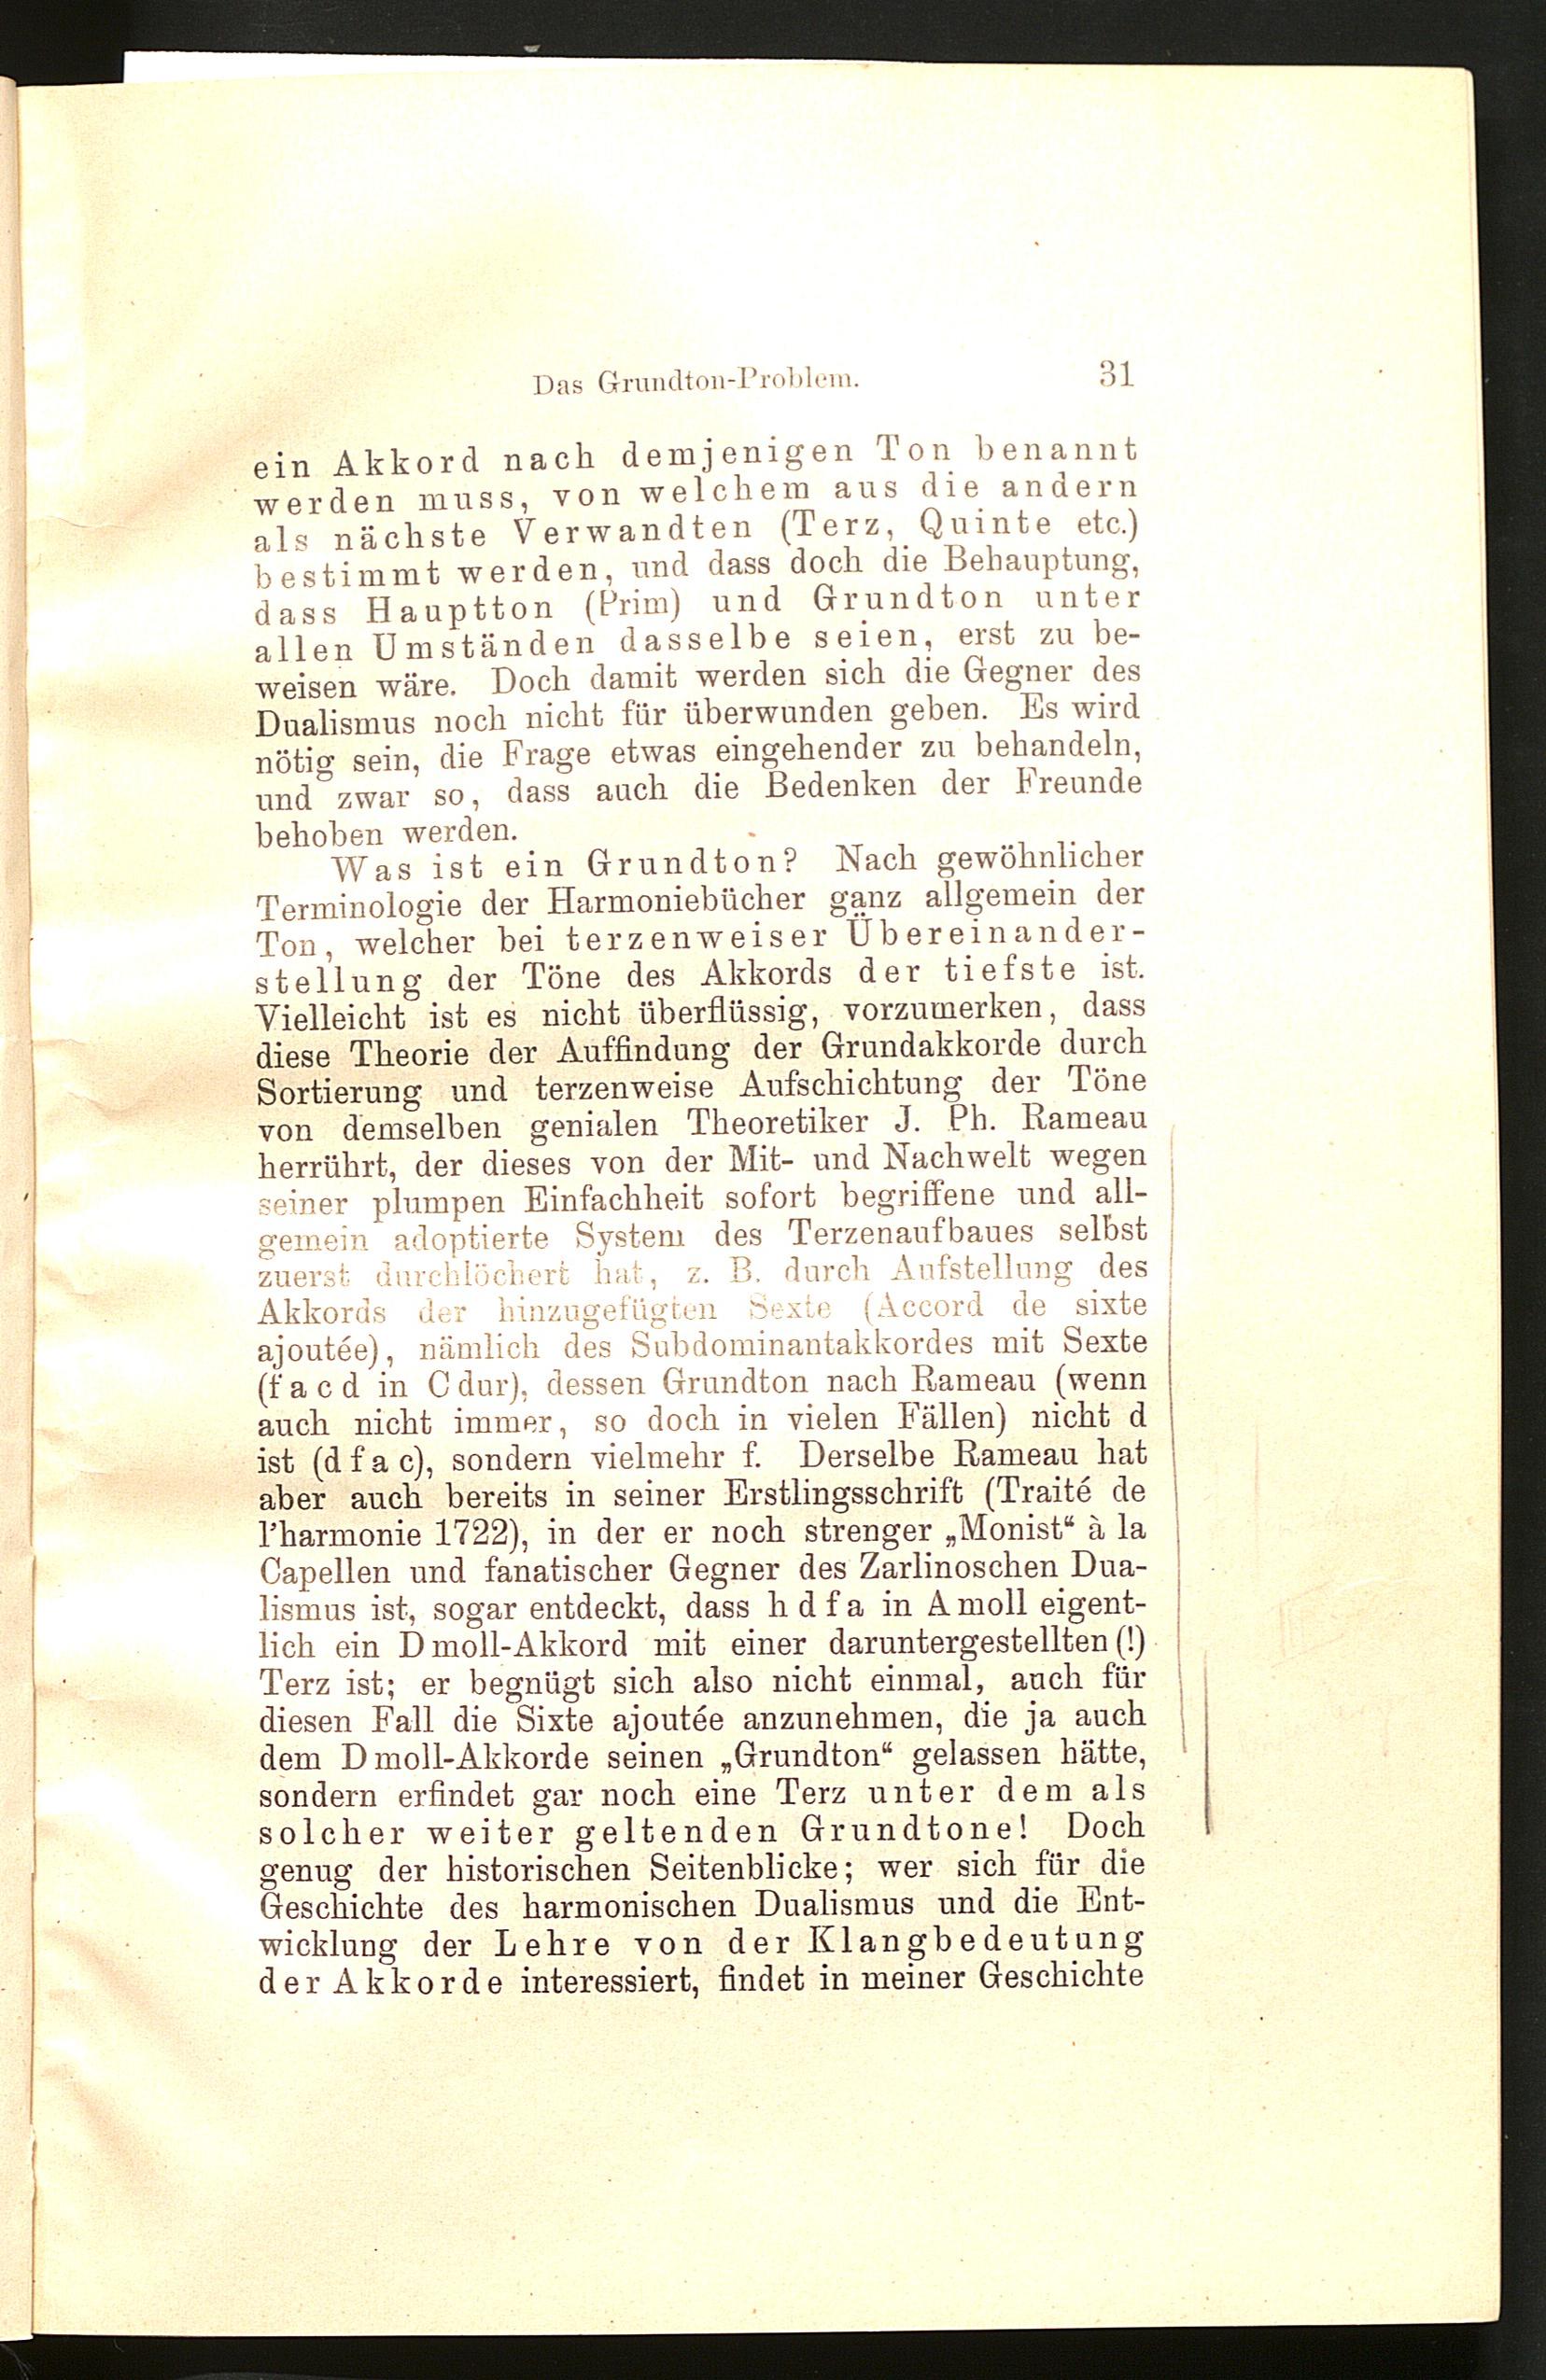 Das Grundton-Problem. 31
ein Akkord nach demjenigen Ton benannt
werden muss, von welchem aus die andern
als nächste Verwandten (Terz, Quinte etc.)
bestimmt werden, und dass doch die Behauptung,
dass Hauptton (Prim) und Grundton unter
allen Umständen dasselbe seien, erst zu be-
weisen wäre. Doch damit werden sich die Gegner des
Dualismus noch nicht für überwunden geben. Es wird
nötig sein, die Frage etwas eingehender zu behandeln,
und zwar so, dass auch die Bedenken der Freunde
behoben werden.
Was ist ein Grundton? Nach gewöhnlicher
Terminologie der Harmoniebücher ganz allgemein der
Ton, welcher bei terzenweiser Übereinander-
stellung der Töne des Akkords der tiefste ist.
Vielleicht ist es nicht überflüssig, vorzumerken, dass
diese Theorie der Auffindung der Grundakkorde durch
Sortierung und terzenweise Aufschichtung der Töne
von demselben genialen Theoretiker J. Ph. Rameau
herrührt, der dieses von der Mit- und Nachwelt wegen
seiner plumpen Einfachheit sofort begriffene und all-
gemein adoptierte System des Terzenaufbaues selbst
zuerst durchlöchert hat, z. B. durch Aufstellung des
Akkords der hinzugefügten Sexte (Accord de sixte
ajoutée), nämlich des Subdominantakkordes mit Sexte
(f a c d in C dur), dessen Grundton nach Rameau (wenn
auch nicht immer, so doch in vielen Fällen) nicht d
ist (d f a c), sondern vielmehr f. Derselbe Rameau hat
aber auch bereits in seiner Erstlingsschrift (Traité de
l'harmonie 1722), in der er noch strenger „Monist“ à la
Capellen und fanatischer Gegner des Zarlinoschen Dua-
lismus ist, sogar entdeckt, dass h d f a in A moll eigent-
lich ein D moll-Akkord mit einer daruntergestellten (!)
Terz ist; er begnügt sich also nicht einmal, auch für
diesen Fall die Sixte ajoutée anzunehmen, die ja auch
dem D moll-Akkorde seinen „Grundton“ gelassen hätte,
sondern erfindet gar noch eine Terz unter dem als
solcher weiter geltenden Grundtone! Doch
genug der historischen Seitenblicke; wer sich für die
Geschichte des harmonischen Dualismus und die Ent-
wicklung der Lehre von der Klangbedeutung
der Akkorde interessiert, findet in meiner Geschichte